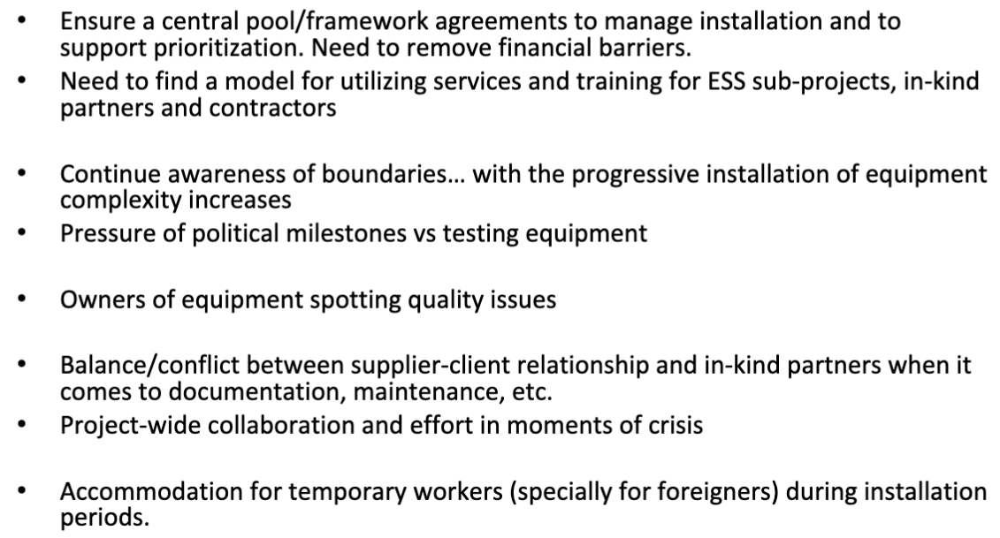 • Ensure a central pool/framework agreements to manage installation and to
support prioritization. Need to remove financial barriers.
• Need to find a model for utilizing services and training for ESS sub-projects, in-kind
partners and contractors
• Continue awareness of boundaries... with the progressive installation of equipment
complexity increases
• Pressure of political milestones vs testing equipment
• Owners of equipment spotting quality issues
• Balance/conflict between supplier-client relationship and in-kind partners when it
comes to documentation, maintenance, etc.
• Project-wide collaboration and effort in moments of crisis
• Accommodation for temporary workers (specially for foreigners) during installation
periods.